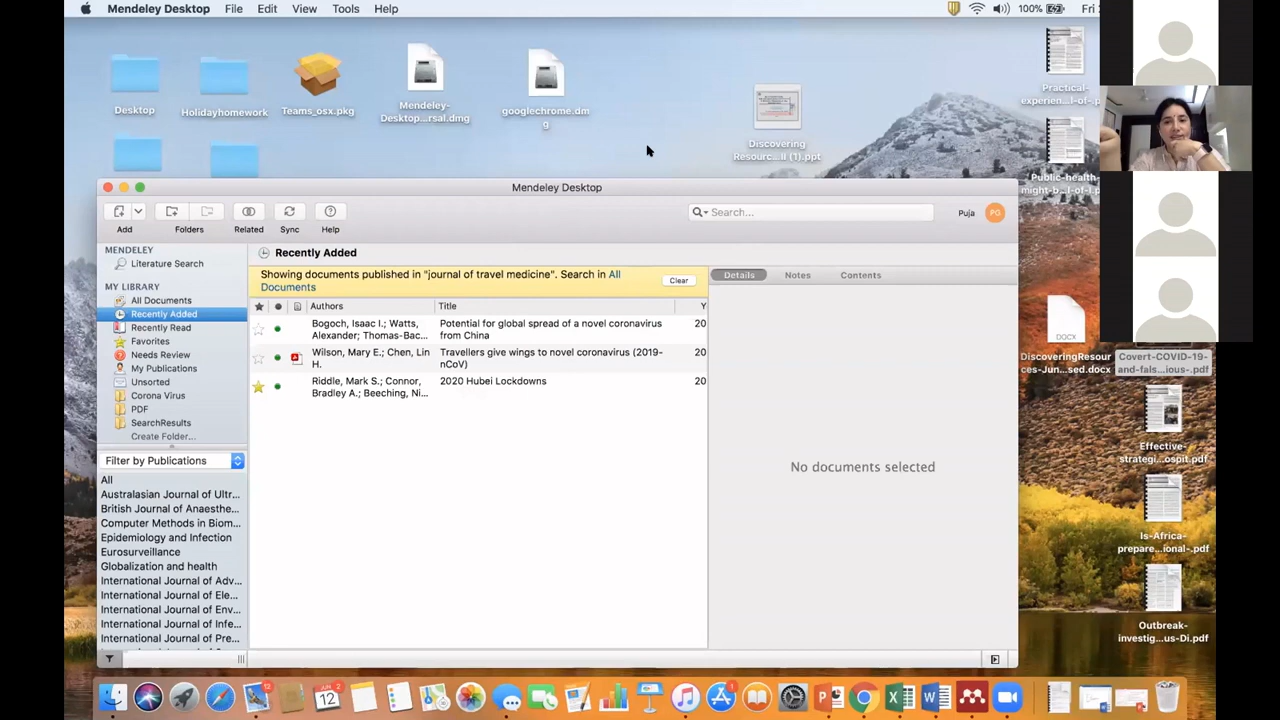 Mendeley Desktop File Edit View Tools Help
100% Fri
Desktop
Holidayhomework
Teams_osx.pkg
Mendeley-
Desktop...rsal.dmg
googlechrome.dm
g
Discovering
Resourc...II (1).ppt
Practical-
experien...l-of-.p
Public-health-
might-b...l-of-I.p
DOCX
DiscoveringResour
ces-Jun...sed.docx
Covert-COVID-19-
and-fals...ious-.pdf
Effective-
strategi...ospit.pdf
Is-Africa-
prepare...ional-.pdf
Outbreak-
investig...us-Di.pdf
Mendeley Desktop
Add
Folders
Related
Sync
Help
Search...
Puja
PG
MENDELEY
Literature Search
MY LIBRARY
All Documents
Recently Added
Recently Read
Favorites
Needs Review
My Publications
Unsorted
Corona Virus
PDF
SearchResults
Create Folder...
Filter by Publications
All
Australasian Journal of Ultr...
British Journal of Anaesthe...
Computer Methods in Biom...
Epidemiology and Infection
Eurosurveillance
Globalization and health
International Journal of Adv...
International Journal of Ele...
International Journal of Env...
International Journal of Infe...
International Journal of Pre...
Recently Added
Showing documents published in "journal of travel medicine". Search in All
Documents
Clear
Authors Title Y
Bogoch, Isaac I.; Watts,
Alexander; Thomas-Bac...
Potential for global spread of a novel coronavirus
from China
20
Wilson, Mary E.; Chen, Lin
H.
Travellers give wings to novel coronavirus (2019-
nCoV)
20
Riddle, Mark S.; Connor,
Bradley A.; Beeching, Ni...
2020 Hubei Lockdowns
20
Details Notes Contents
No documents selected
JUN
12